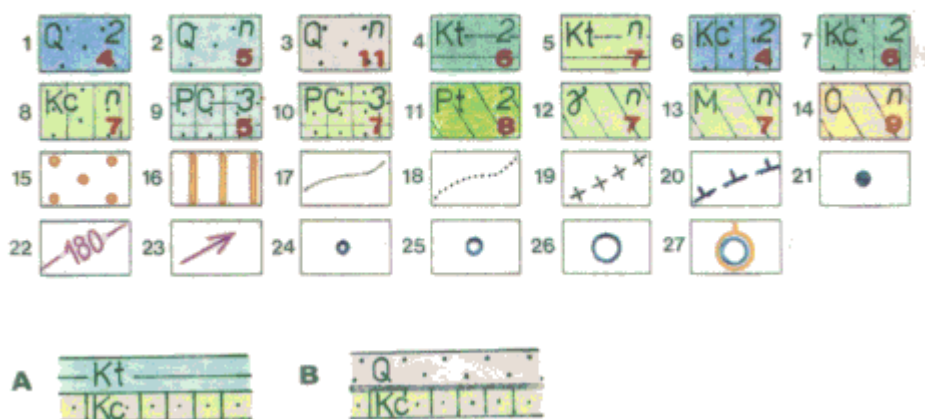 1 Q 2 4 2 Q n 5 3 Q n 11 4 Kt 2 6 5 Kt n 7 6 Kc 2 4 7 Kc 2 6
8 Kc n 7 9 PC 3 5 10 PC 3 7 11 Pt 2 8 12 γ n 7 13 M n 7 14 O n 9
15 16 17 18 19 20 21
22 180 23 24 25 26 27
A Kt B Q
Kc Kc